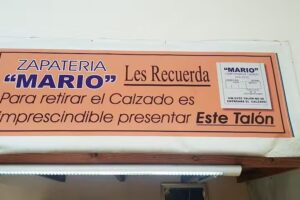 ZAPATERIA
“MARIO”
Les Recuerda
Para retirar el Calzado es
imprescindible presentar Este Talón
“MARIO”